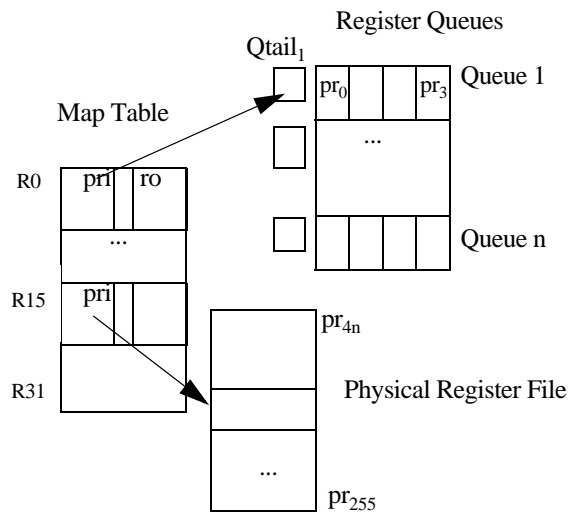 Register Queues
Qtail1
pr0 pr3 Queue 1
...
Queue n
Map Table
R0 pri ro
...
R15 pri
R31
pr4n
Physical Register File
...
pr255